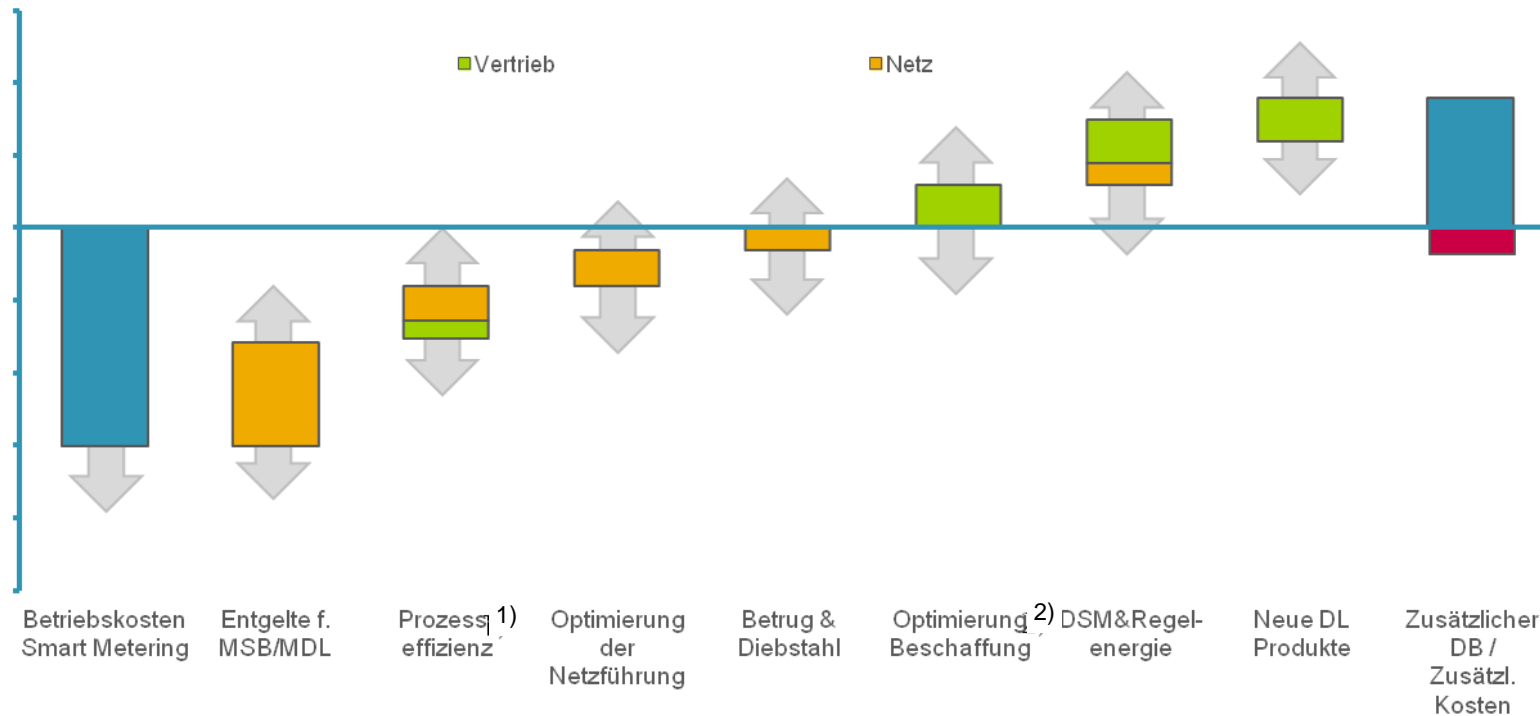 Vertrieb
Netz
Betriebskosten
Smart Metering
Entgelte f.
MSB/MDL
Prozess 1)
effizienz
Optimierung
der
Netzführung
Betrug &
Diebstahl
Optimierung 2)
Beschaffung
DSM&Regel-
energie
Neue DL
Produkte
Zusätzlicher
DB /
Zusätzl.
Kosten